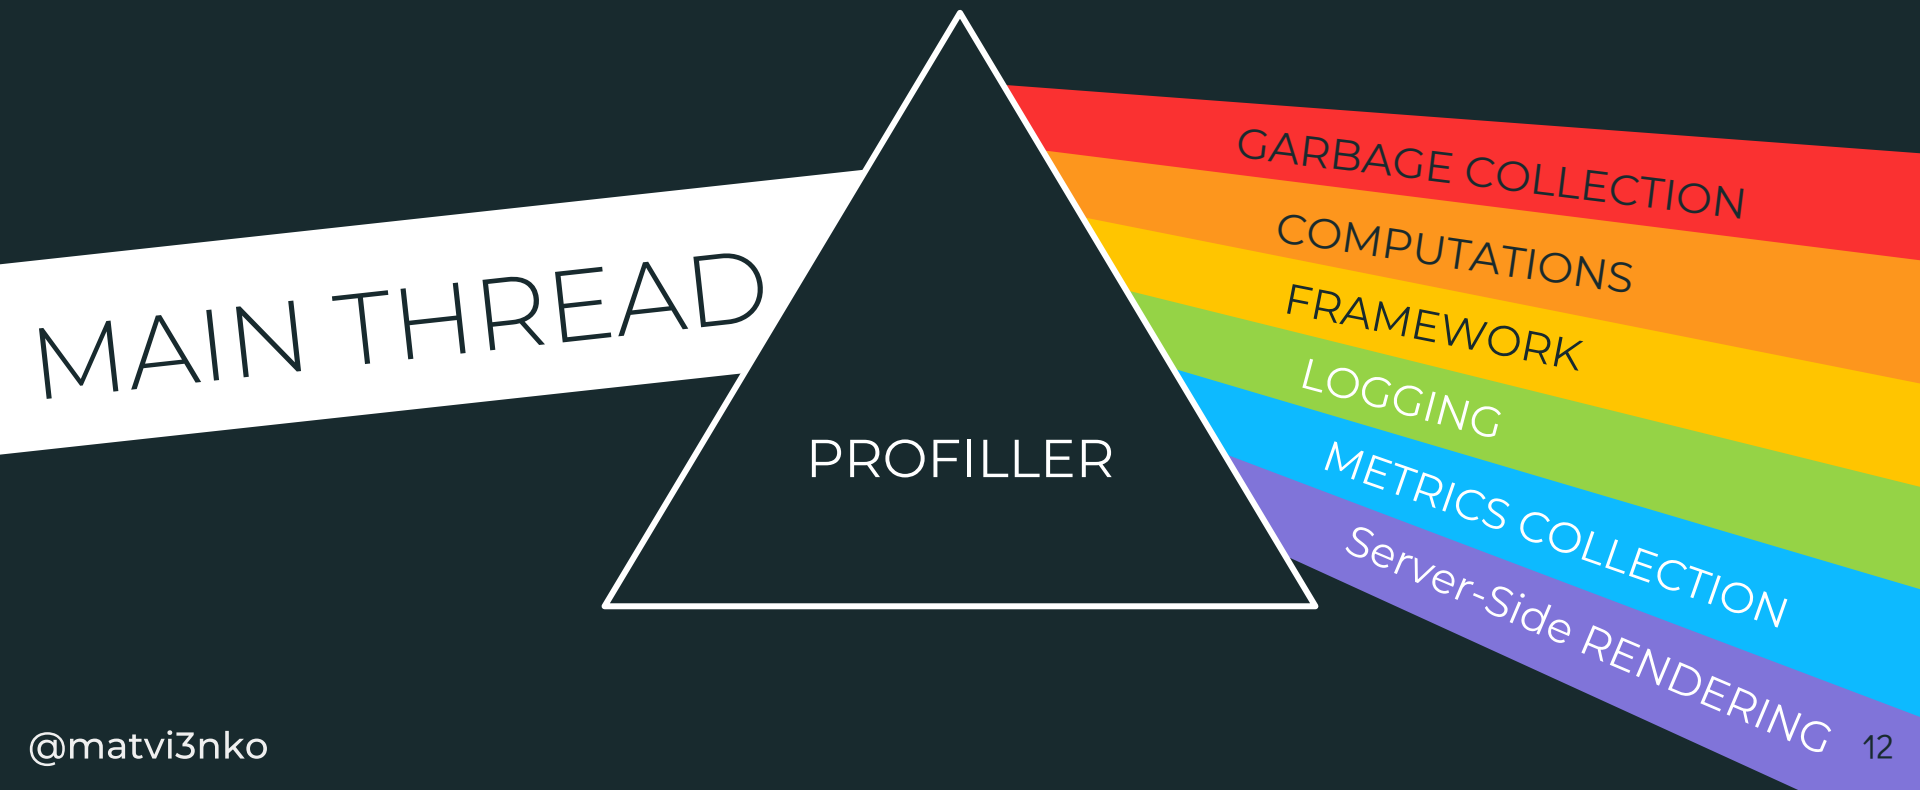 MAIN THREAD
PROFILLER
GARBAGE COLLECTION
COMPUTATIONS
FRAMEWORK
LOGGING
METRICS COLLECTION
Server-Side RENDERING
@matvi3nko
12